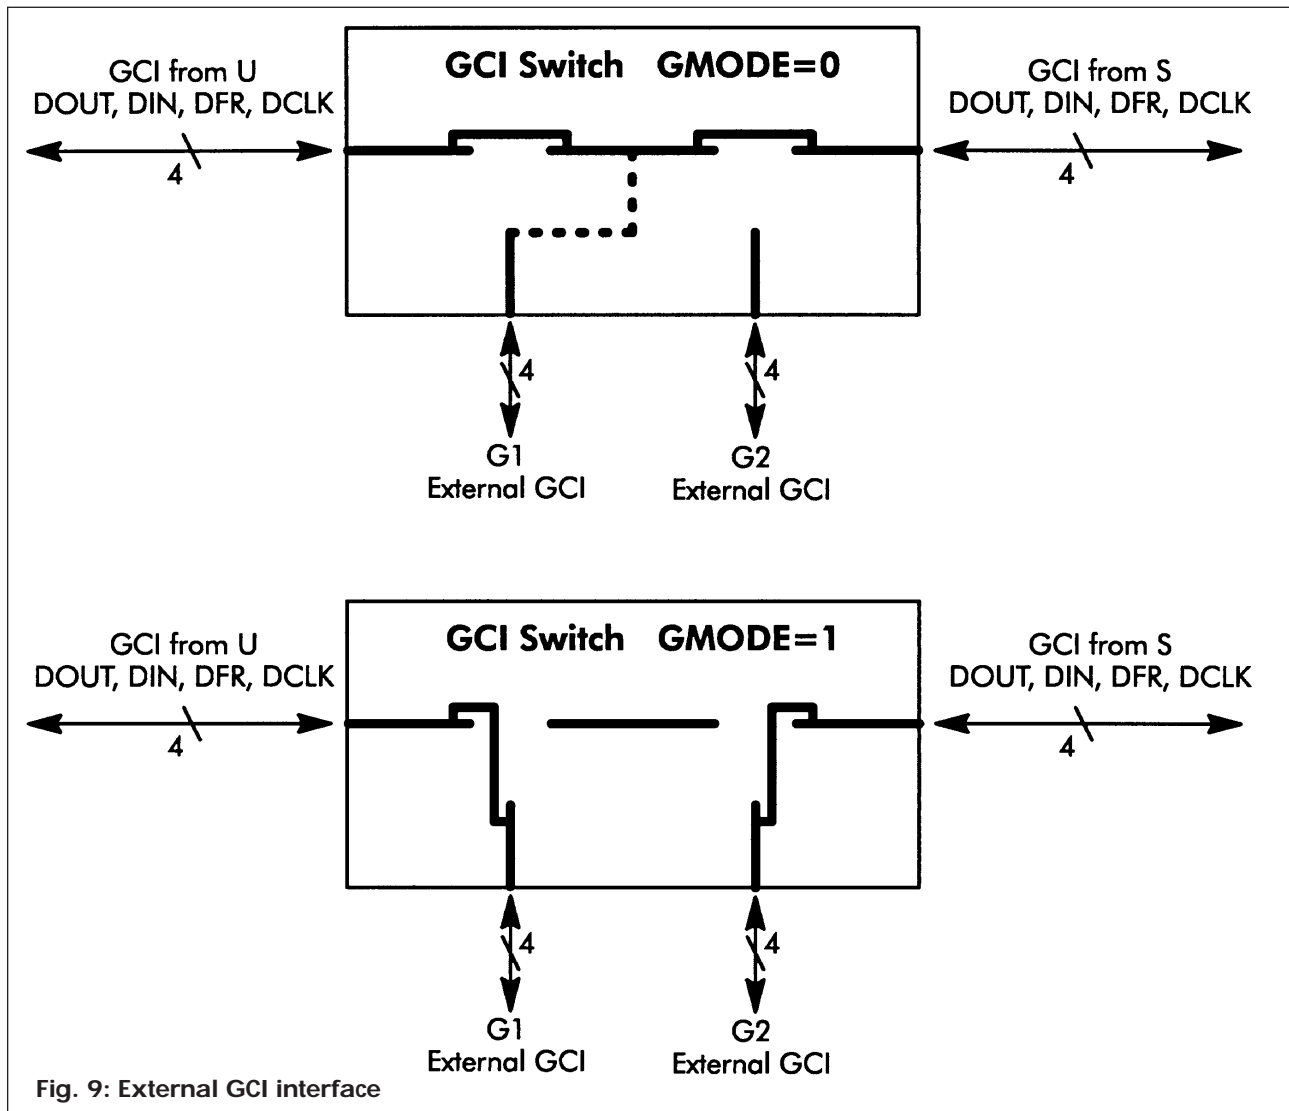 GCI Switch GMODE=0
GCI from U
DOUT, DIN, DFR, DCLK
4
GCI from S
DOUT, DIN, DFR, DCLK
4
4
G1
External GCI
4
G2
External GCI
GCI Switch GMODE=1
GCI from U
DOUT, DIN, DFR, DCLK
4
GCI from S
DOUT, DIN, DFR, DCLK
4
4
G1
External GCI
4
G2
External GCI
Fig. 9: External GCI interface